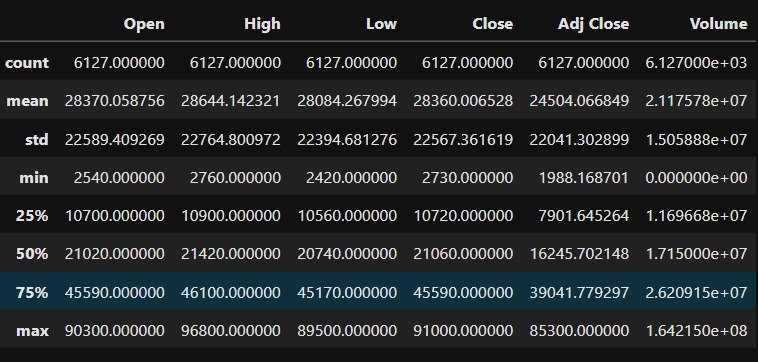 Open High Low Close Adj Close Volume
count 6127.000000 6127.000000 6127.000000 6127.000000 6127.000000 6.127000e+03
mean 28370.058756 28644.142321 28084.267994 28360.006528 24504.066849 2.117578e+07
std 22589.409269 22764.800972 22394.681276 22567.361619 22041.302899 1.505888e+07
min 2540.000000 2760.000000 2420.000000 2730.000000 1988.168701 0.000000e+00
25% 10700.000000 10900.000000 10560.000000 10720.000000 7901.645264 1.169668e+07
50% 21020.000000 21420.000000 20740.000000 21060.000000 16245.702148 1.715000e+07
75% 45590.000000 46100.000000 45170.000000 45590.000000 39041.779297 2.620915e+07
max 90300.000000 96800.000000 89500.000000 91000.000000 85300.000000 1.642150e+08